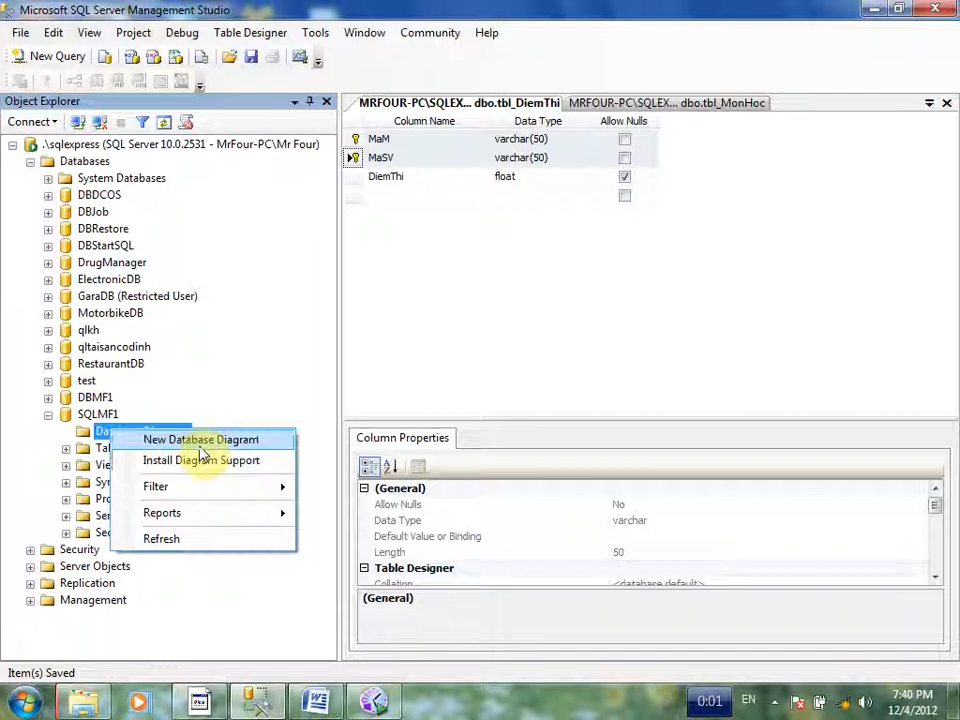 Microsoft SQL Server Management Studio
File Edit View Project Debug Table Designer Tools Window Community Help
New Query
Object Explorer
Connect
.\sqlexpress (SQL Server 10.0.2531 - MrFour-PC\Mr Four)
Databases
System Databases
DBDCOS
DBJob
DBRestore
DBStartSQL
DrugManager
ElectronicDB
GaraDB (Restricted User)
MotorbikeDB
qlkh
qltaisancodinh
RestaurantDB
test
DBMF1
SQLMF1
Security
Server Objects
Replication
Management
New Database Diagram
Install Diagram Support
Filter
Reports
Refresh
MRFOUR-PC\SQLEX... dbo.tbl_DiemThi MRFOUR-PC\SQLEX... dbo.tbl_MonHoc
Column Name Data Type Allow Nulls
MaM varchar(50)
MaSV varchar(50)
DiemThi float
Column Properties
(General)
Allow Nulls No
Data Type varchar
Default Value or Binding
Length 50
Table Designer
Collation <database default>
(General)
Item(s) Saved
0:01 EN 7:40 PM
12/4/2012